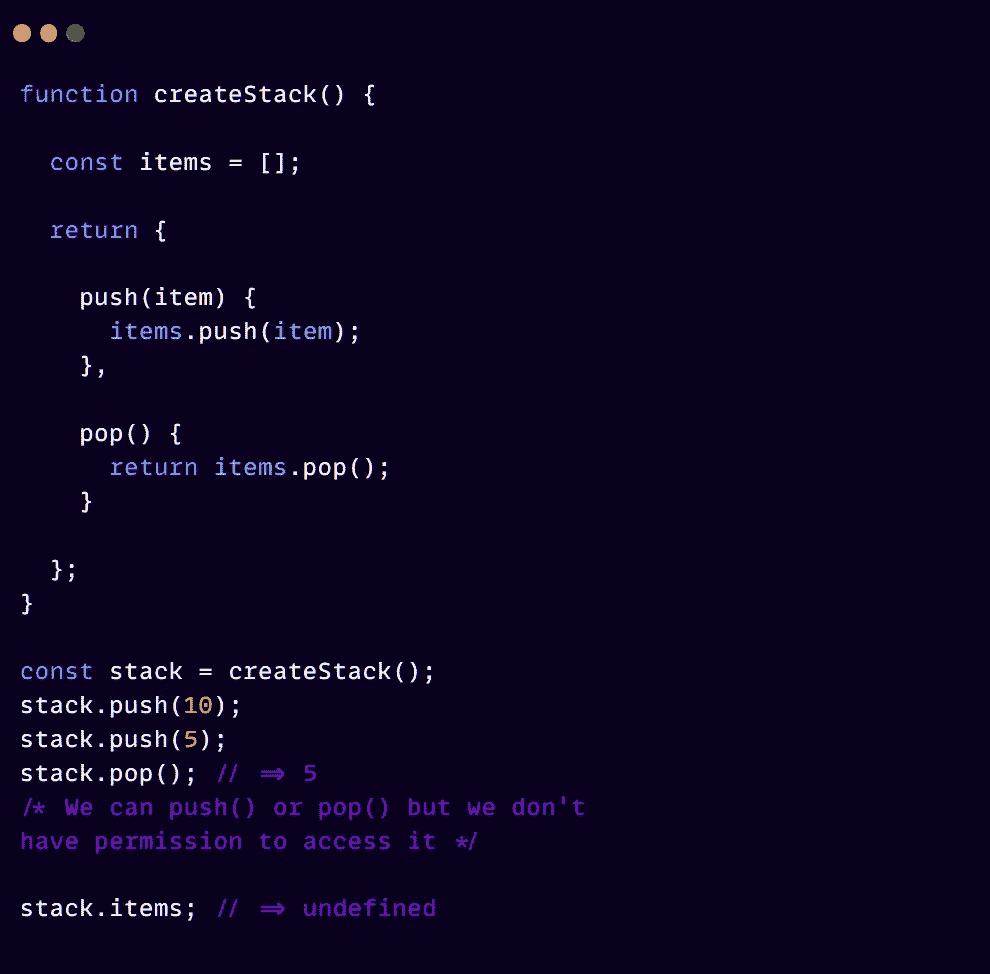 function createStack() {
  const items = [];
  return {
    push(item) {
      items.push(item);
    },
    pop() {
      return items.pop();
    }
  };
}
const stack = createStack();
stack.push(10);
stack.push(5);
stack.pop(); // => 5
/* We can push() or pop() but we don't
have permission to access it */
stack.items; // => undefined